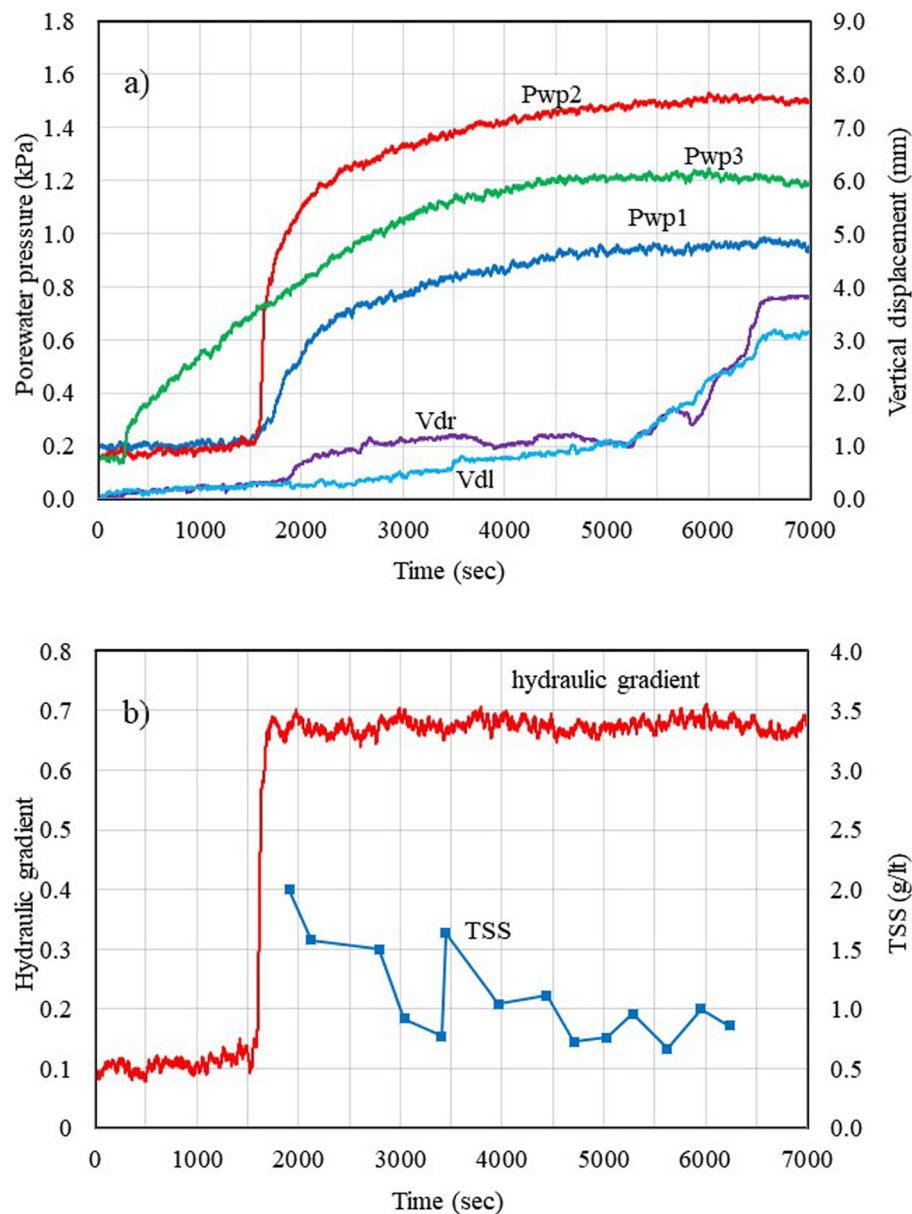 a)
Porewater pressure (kPa)
1.8
1.6
1.4
1.2
1.0
0.8
0.6
0.4
0.2
0.0
Pwp2
Pwp3
Pwp1
Vdr
Vdl
9.0
8.0
7.0
6.0
5.0
4.0
3.0
2.0
1.0
0.0
Vertical displacement (mm)
0 1000 2000 3000 4000 5000 6000 7000
Time (sec)
b)
Hydraulic gradient
0.8
0.7
0.6
0.5
0.4
0.3
0.2
0.1
0
hydraulic gradient
TSS
4.0
3.5
3.0
2.5
2.0
1.5
1.0
0.5
0.0
TSS (g/lt)
0 1000 2000 3000 4000 5000 6000 7000
Time (sec)